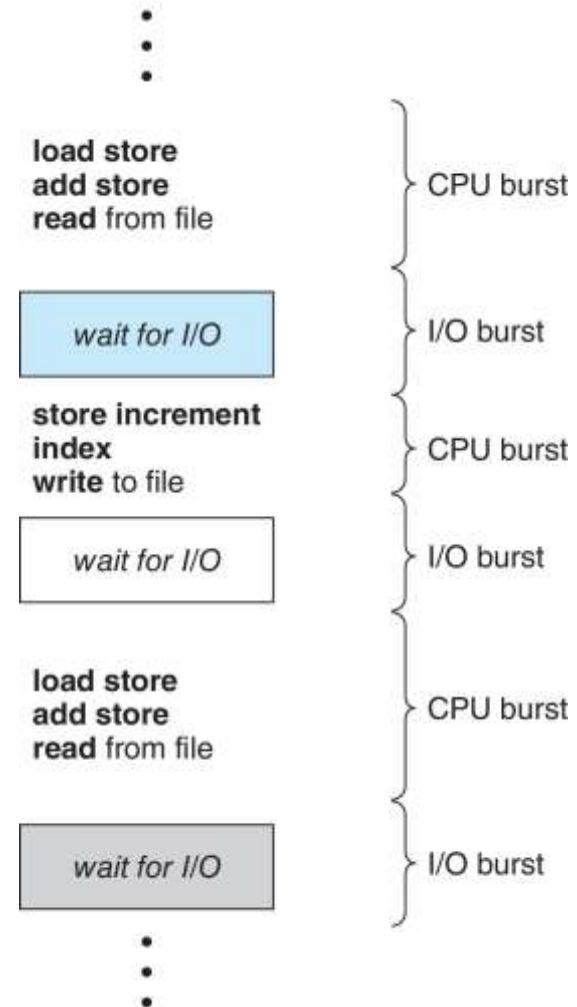 load store
add store
read from file
CPU burst
wait for I/O
I/O burst
store increment
index
write to file
CPU burst
wait for I/O
I/O burst
load store
add store
read from file
CPU burst
wait for I/O
I/O burst